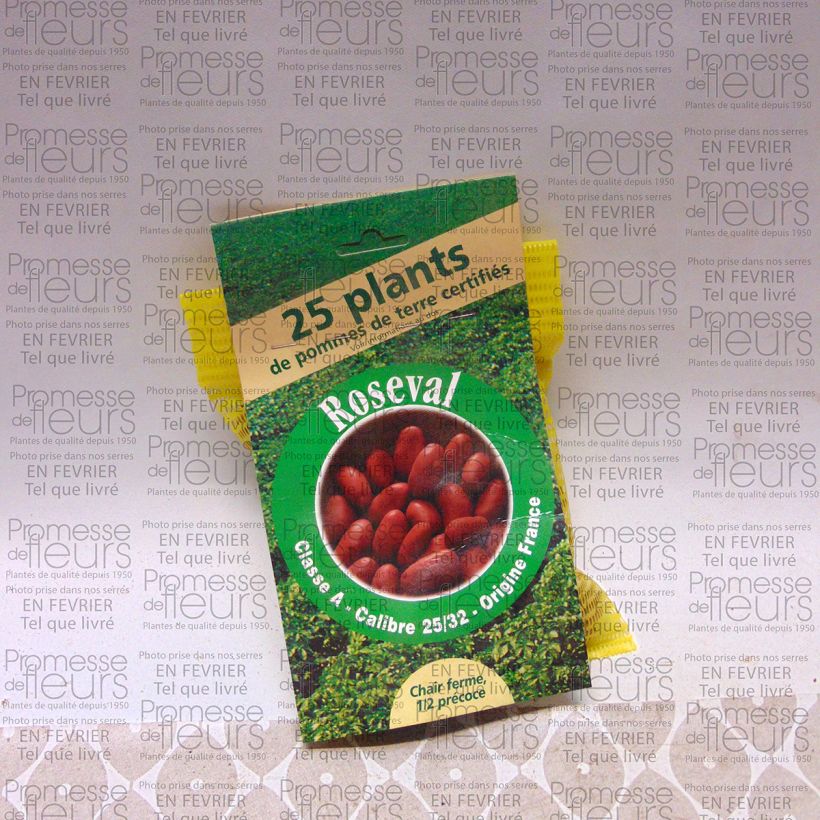 25 plants
de pommes de terre certifiés
Roseval
Classe A - Calibre 25/32 - Origine France
Chair ferme,
1/2 précoce
Promesse
de fleurs
Plantes de qualité depuis 1950
Photo prise dans nos serres
EN FEVRIER
Tel que livré